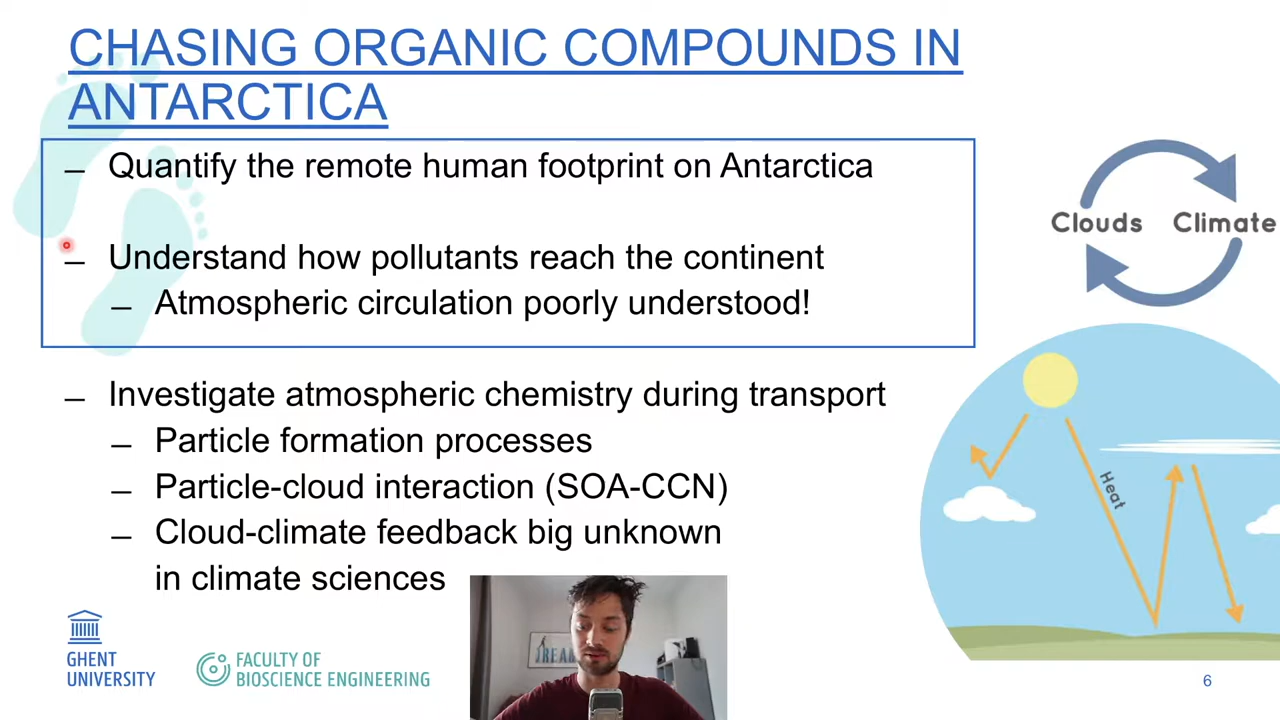 CHASING ORGANIC COMPOUNDS IN
ANTARCTICA
– Quantify the remote human footprint on Antarctica
– Understand how pollutants reach the continent
– Atmospheric circulation poorly understood!
– Investigate atmospheric chemistry during transport
– Particle formation processes
– Particle-cloud interaction (SOA-CCN)
– Cloud-climate feedback big unknown
in climate sciences
Clouds Climate
Heat
GHENT
UNIVERSITY
FACULTY OF
BIOSCIENCE ENGINEERING
6